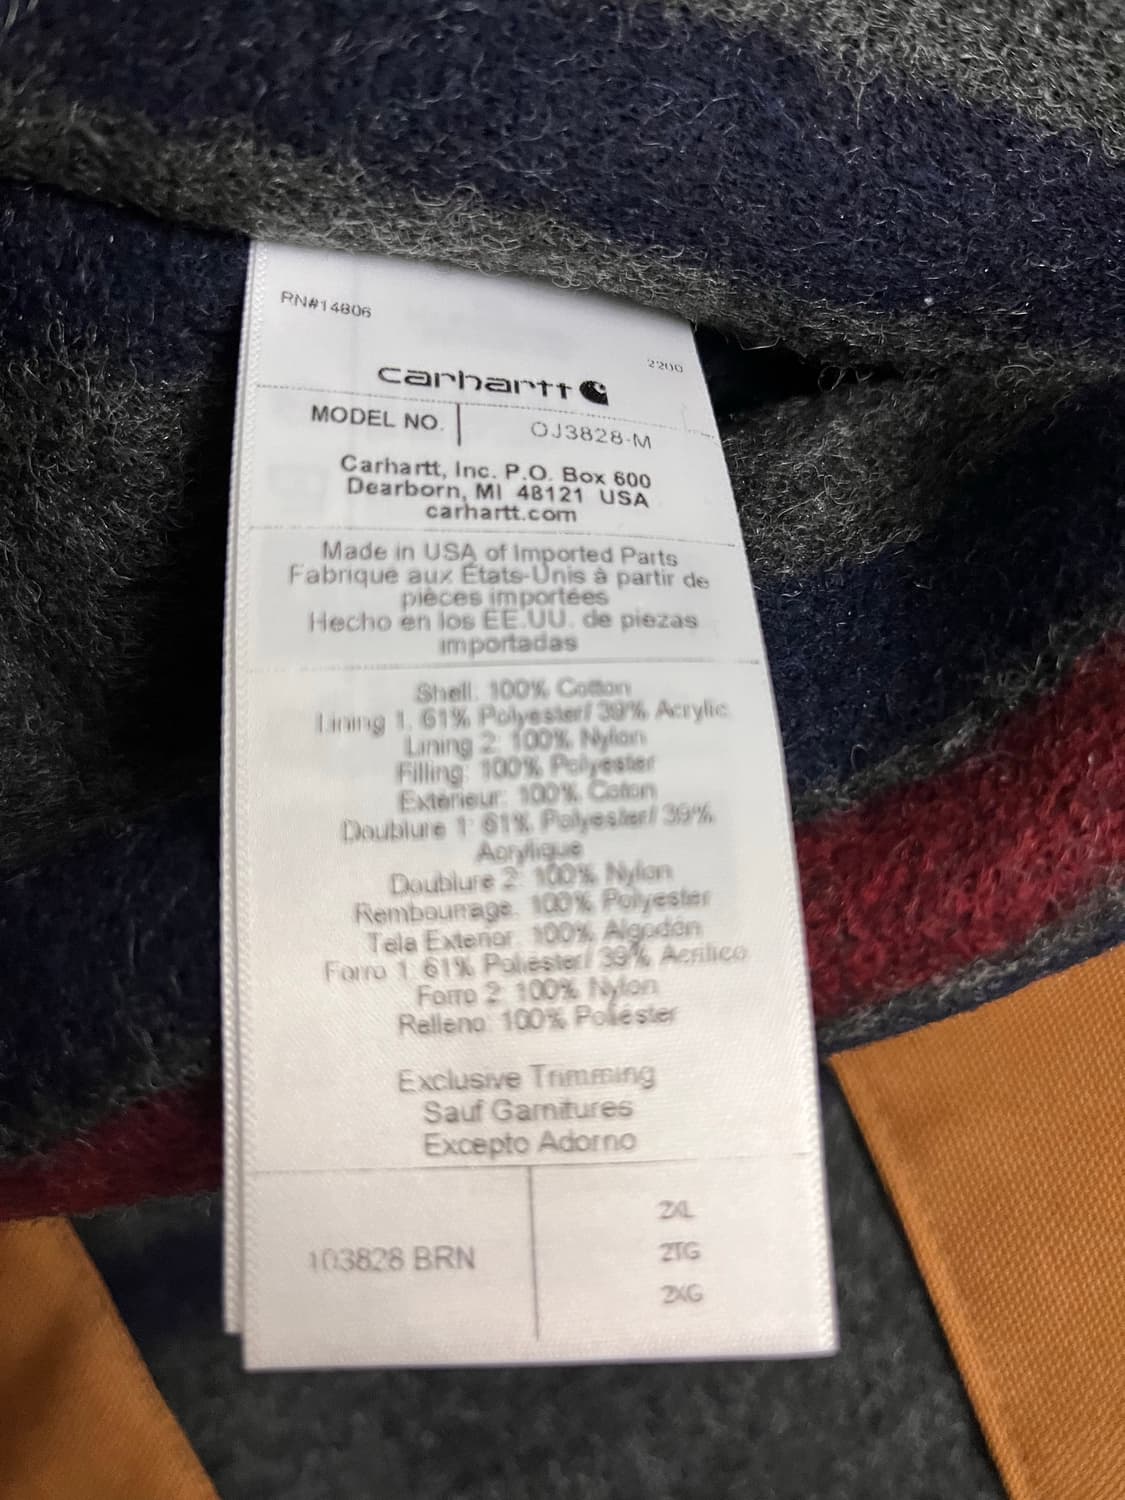 RN#14806
2200
carhartt
MODEL NO. OJ3828-M
Carhartt, Inc. P.O. Box 600
Dearborn, MI 48121 USA
carhartt.com
Made in USA of Imported Parts
Fabriqué aux États-Unis à partir de
pièces importées
Hecho en los EE.UU. de piezas
importadas
Shell: 100% Cotton
Lining 1: 61% Polyester/ 39% Acrylic
Lining 2: 100% Nylon
Filling: 100% Polyester
Extérieur: 100% Coton
Doublure 1: 61% Polyester/ 39%
Acrylique
Doublure 2: 100% Nylon
Rembourrage: 100% Polyester
Tela Exterior: 100% Algodón
Forro 1: 61% Poliéster/ 39% Acrílico
Forro 2: 100% Nylon
Relleno: 100% Poliéster
Exclusive Trimming
Sauf Garnitures
Excepto Adorno
103828 BRN
2XL
2TG
2XG